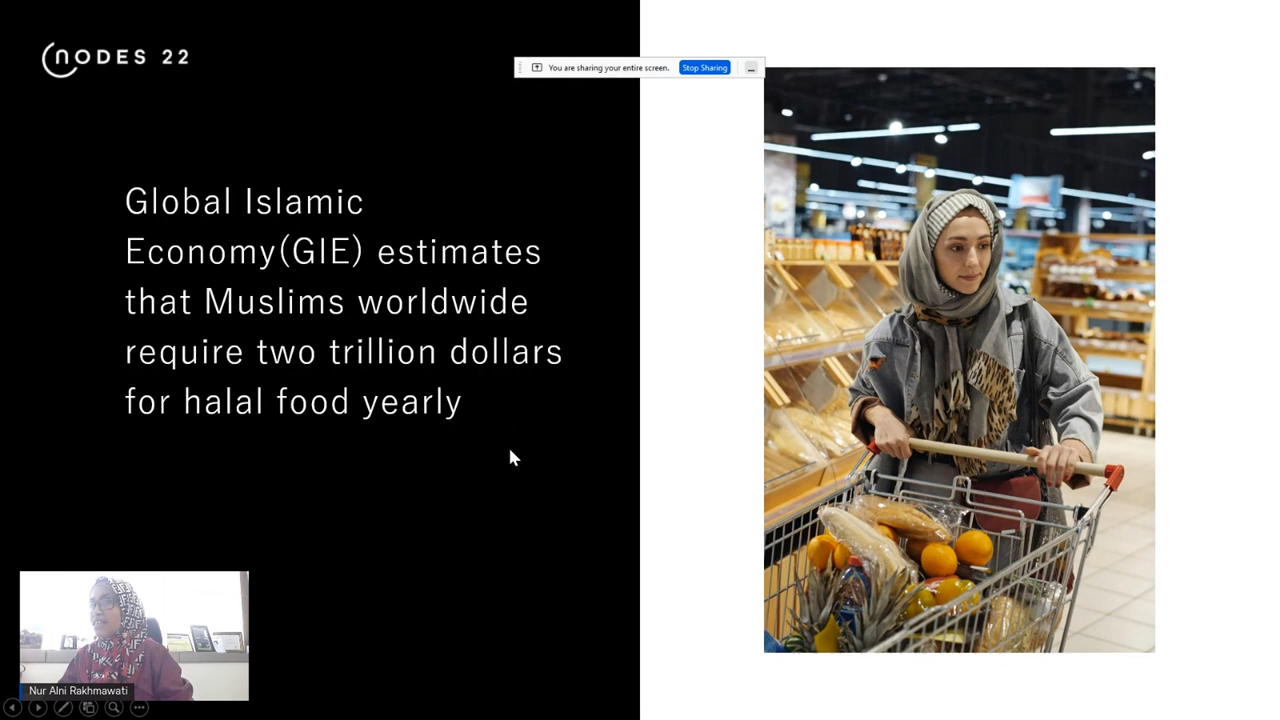 NODES 22
You are sharing your entire screen. Stop Sharing
Global Islamic
Economy(GIE) estimates
that Muslims worldwide
require two trillion dollars
for halal food yearly
Nur Aini Rakhmawati